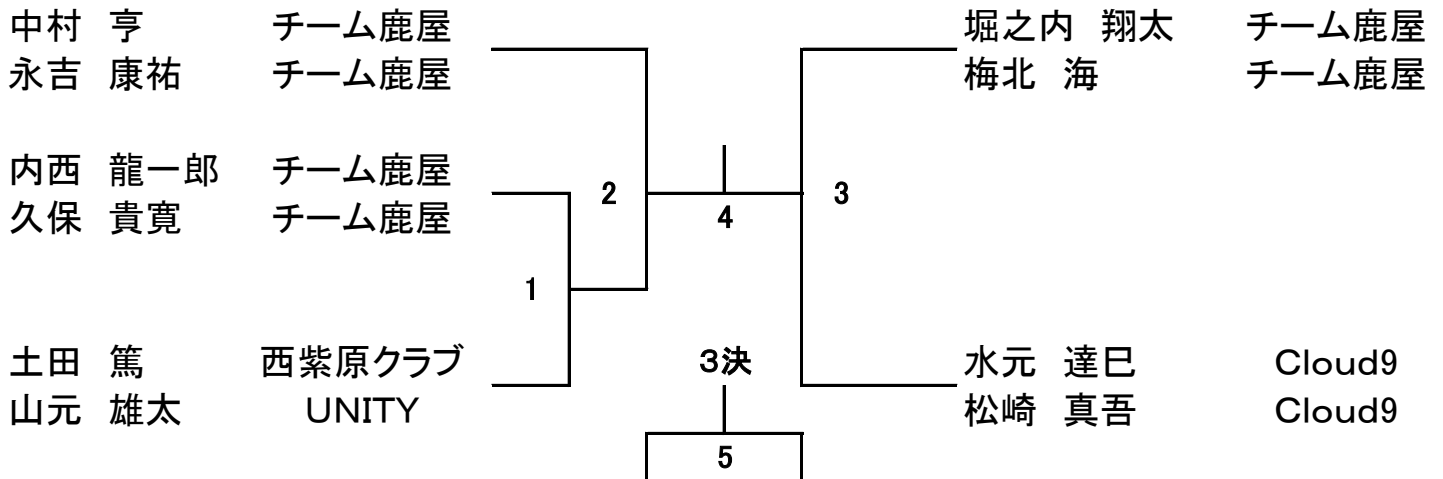 中村 亨 チーム鹿屋
永吉 康祐 チーム鹿屋
内西 龍一郎 チーム鹿屋
久保 貴寛 チーム鹿屋
土田 篤 西紫原クラブ
山元 雄太 UNITY
1
2
4
3
3決
5
堀之内 翔太 チーム鹿屋
梅北 海 チーム鹿屋
水元 達巳 Cloud9
松崎 真吾 Cloud9